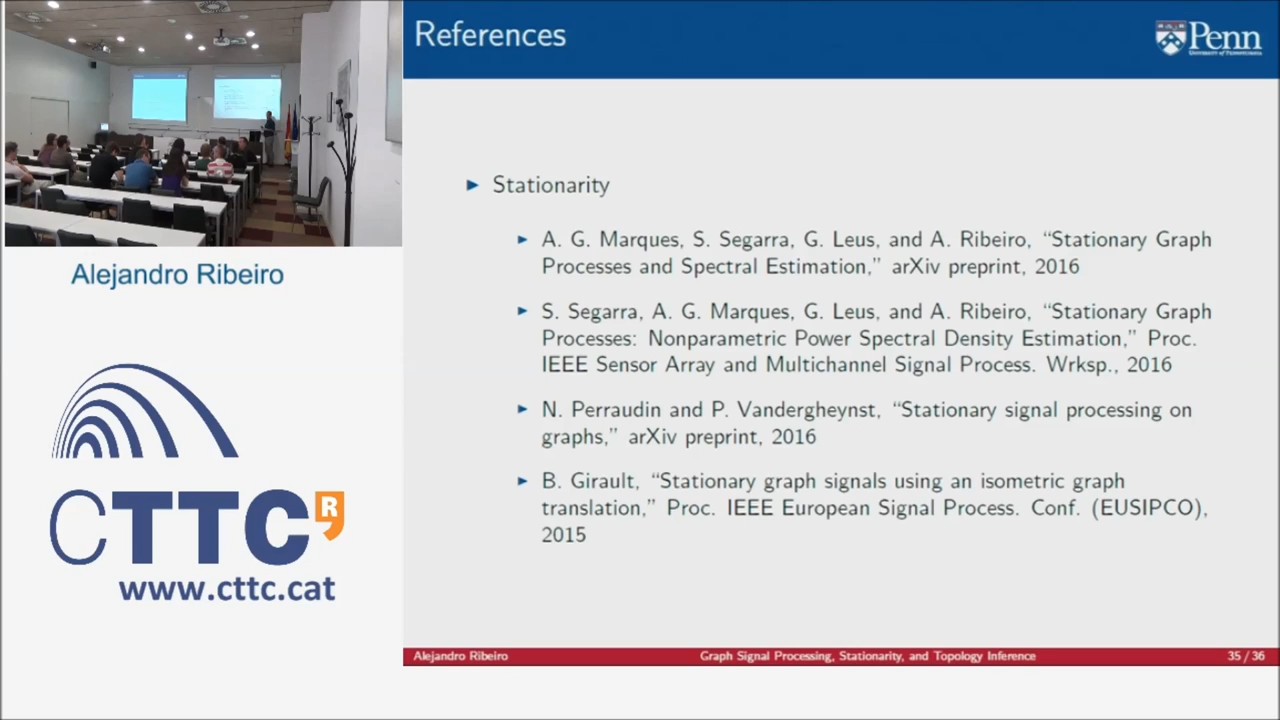 References
Penn
UNIVERSITY OF PENNSYLVANIA
Stationarity
A. G. Marques, S. Segarra, G. Leus, and A. Ribeiro, “Stationary Graph
Processes and Spectral Estimation,” arXiv preprint, 2016
S. Segarra, A. G. Marques, G. Leus, and A. Ribeiro, “Stationary Graph
Processes: Nonparametric Power Spectral Density Estimation,” Proc.
IEEE Sensor Array and Multichannel Signal Process. Wrksp., 2016
N. Perraudin and P. Vandergheynst, “Stationary signal processing on
graphs,” arXiv preprint, 2016
B. Girault, “Stationary graph signals using an isometric graph
translation,” Proc. IEEE European Signal Process. Conf. (EUSIPCO),
2015
Alejandro Ribeiro
CTTC R
www.cttc.cat
Alejandro Ribeiro
Graph Signal Processing, Stationarity, and Topology Inference
35 / 36